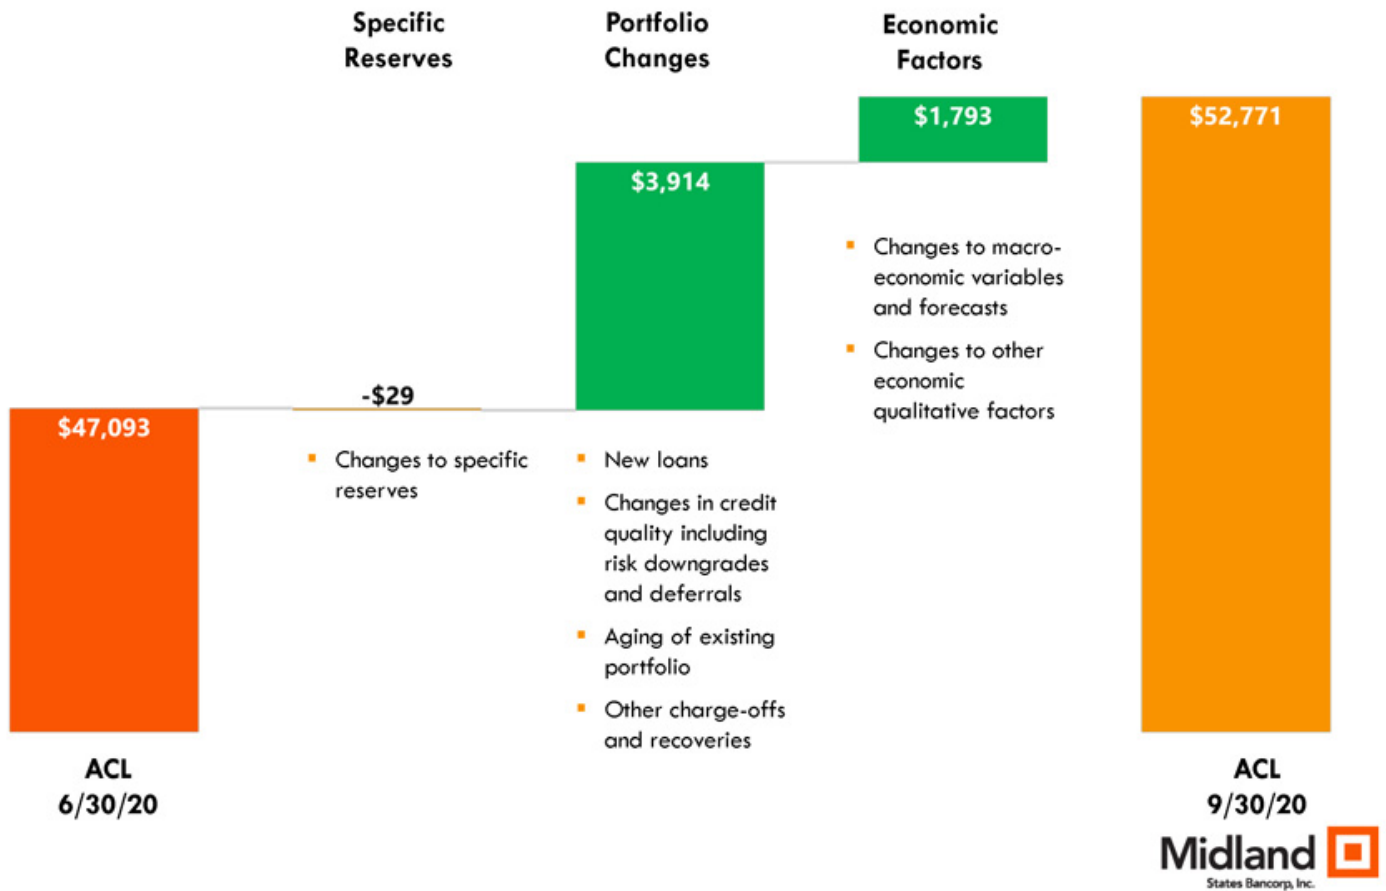 Specific
Reserves
Portfolio
Changes
Economic
Factors
$1,793
$52,771
$3,914
-$29
$47,093
▪ Changes to specific
reserves
▪ New loans
▪ Changes in credit
quality including
risk downgrades
and deferrals
▪ Aging of existing
portfolio
▪ Other charge-offs
and recoveries
▪ Changes to macro-
economic variables
and forecasts
▪ Changes to other
economic
qualitative factors
ACL
6/30/20
ACL
9/30/20
Midland
States Bancorp, Inc.